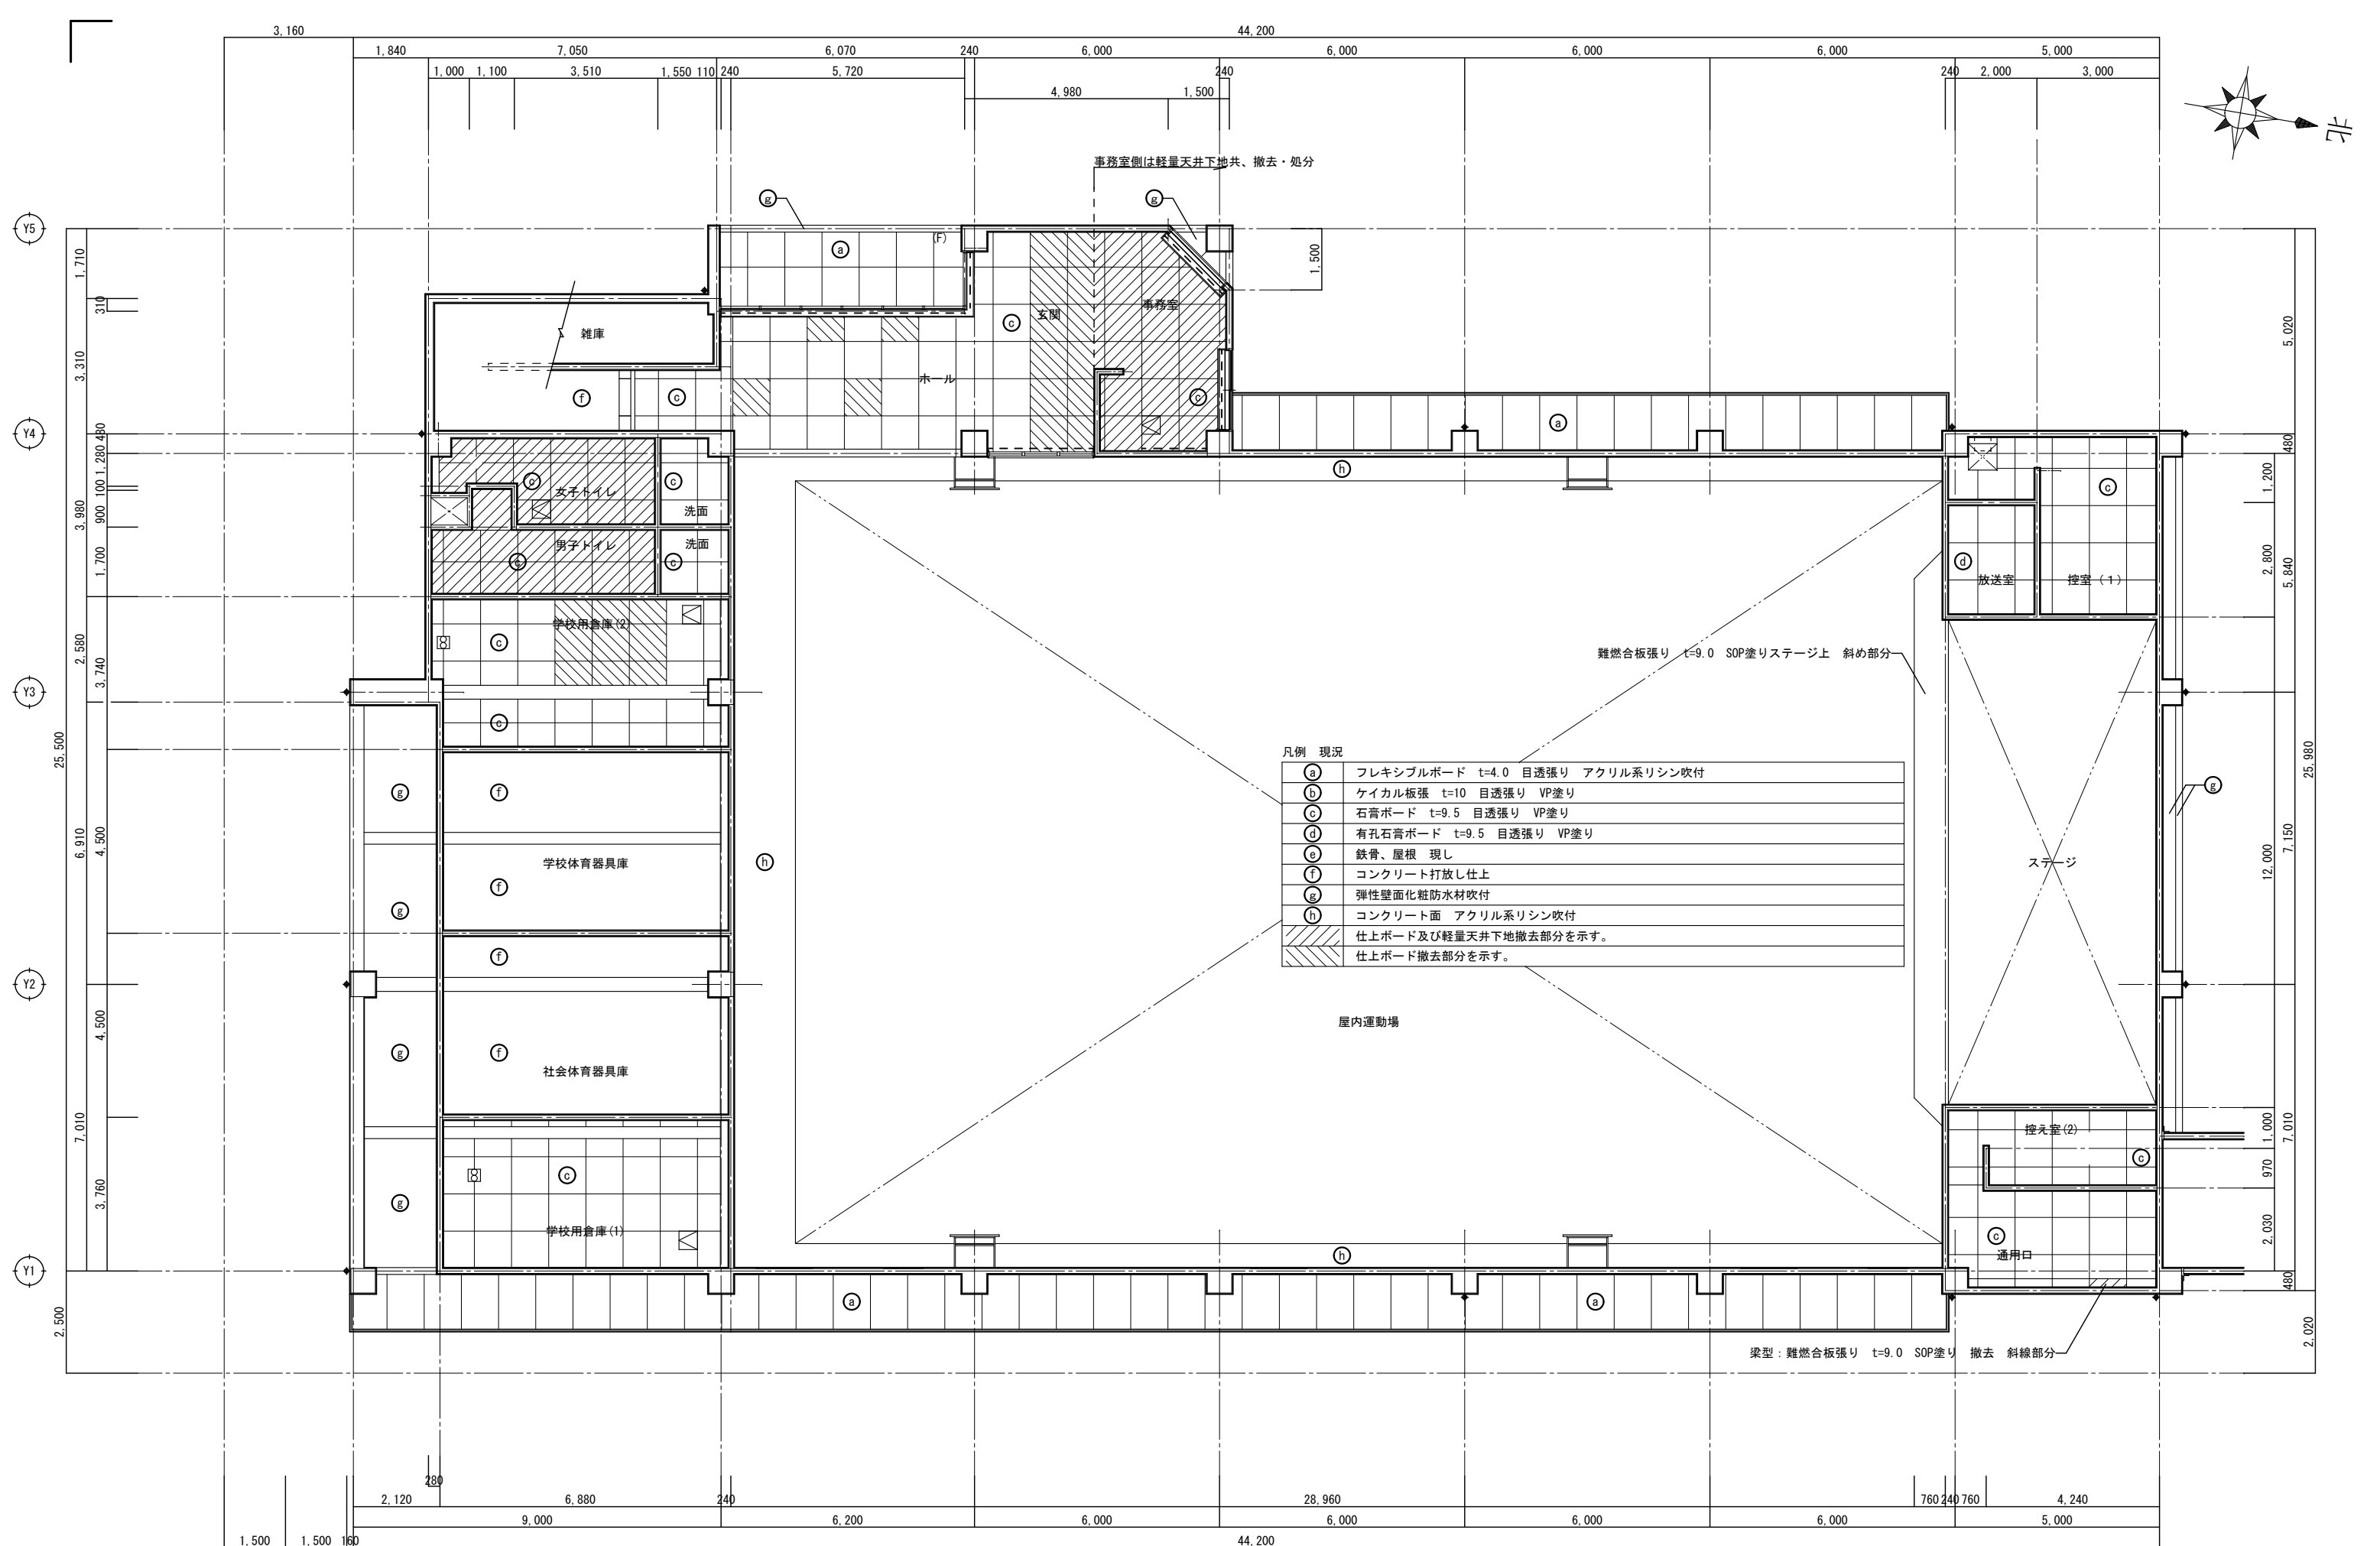 3,160
44,200
1,840
7,050
6,070
240
6,000
6,000
6,000
6,000
5,000
1,000
1,100
3,510
1,550
110
240
5,720
240
240
2,000
3,000
4,980
1,500
北
事務室側は軽量天井下地共、撤去・処分
g
g
Y5
a
(F)
1,710
310
1,500
雑庫
c
玄関
事務室
5,020
3,310
ホール
f
c
c
a
Y4
480
480
h
1,280
女子トイレ
c
c
c
1,200
100
3,980
900
洗面
男子トイレ
洗面
1,700
c
c
d
放送室
控室（１）
2,800
5,840
学校用倉庫(2)
c
2,580
3,740
難燃合板張り　t=9.0　SOP塗りステージ上　斜め部分
Y3
c
25,500
25,980
凡例　現況
a フレキシブルボード　t=4.0　目透張り　アクリル系リシン吹付
b ケイカル板張　t=10　目透張り　VP塗り
c 石膏ボード　t=9.5　目透張り　VP塗り
d 有孔石膏ボード　t=9.5　目透張り　VP塗り
e 鉄骨、屋根　現し
f コンクリート打放し仕上
g 弾性壁面化粧防水材吹付
h コンクリート面　アクリル系リシン吹付
仕上ボード及び軽量天井下地撤去部分を示す。
仕上ボード撤去部分を示す。
g
f
g
6,910
4,500
学校体育器具庫
h
ステージ
12,000
7,150
f
g
f
Y2
屋内運動場
4,500
g
f
社会体育器具庫
7,010
控え室(2)
1,000
7,010
c
970
3,760
c
g
学校用倉庫(1)
2,030
c
通用口
h
Y1
480
a
a
2,500
2,020
梁型：難燃合板張り　t=9.0　SOP塗り　撤去　斜線部分
280
2,120
6,880
240
28,960
760
240
760
4,240
9,000
6,200
6,000
6,000
6,000
6,000
5,000
1,500
1,500
160
44,200